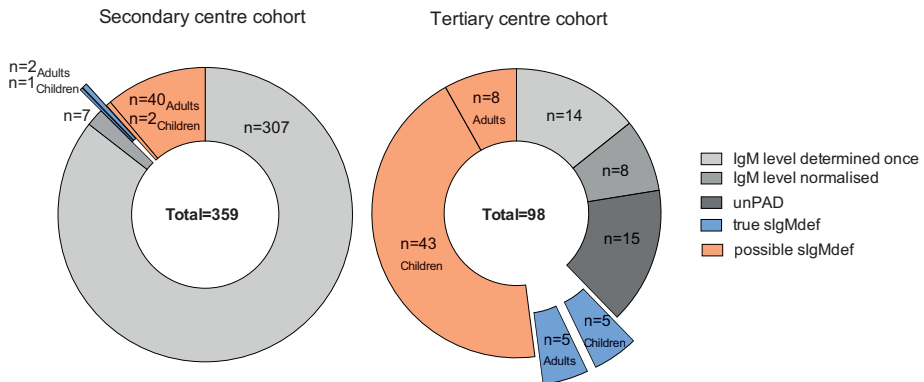 Secondary centre cohort
Tertiary centre cohort
n=2Adults
n=1Children
n=7
n=40Adults
n=2Children
n=307
Total=359
n=8
Adults
n=14
n=8
n=15
n=43
Children
Total=98
n=5
Children
n=5
Adults
IgM level determined once
IgM level normalised
unPAD
true sIgMdef
possible sIgMdef